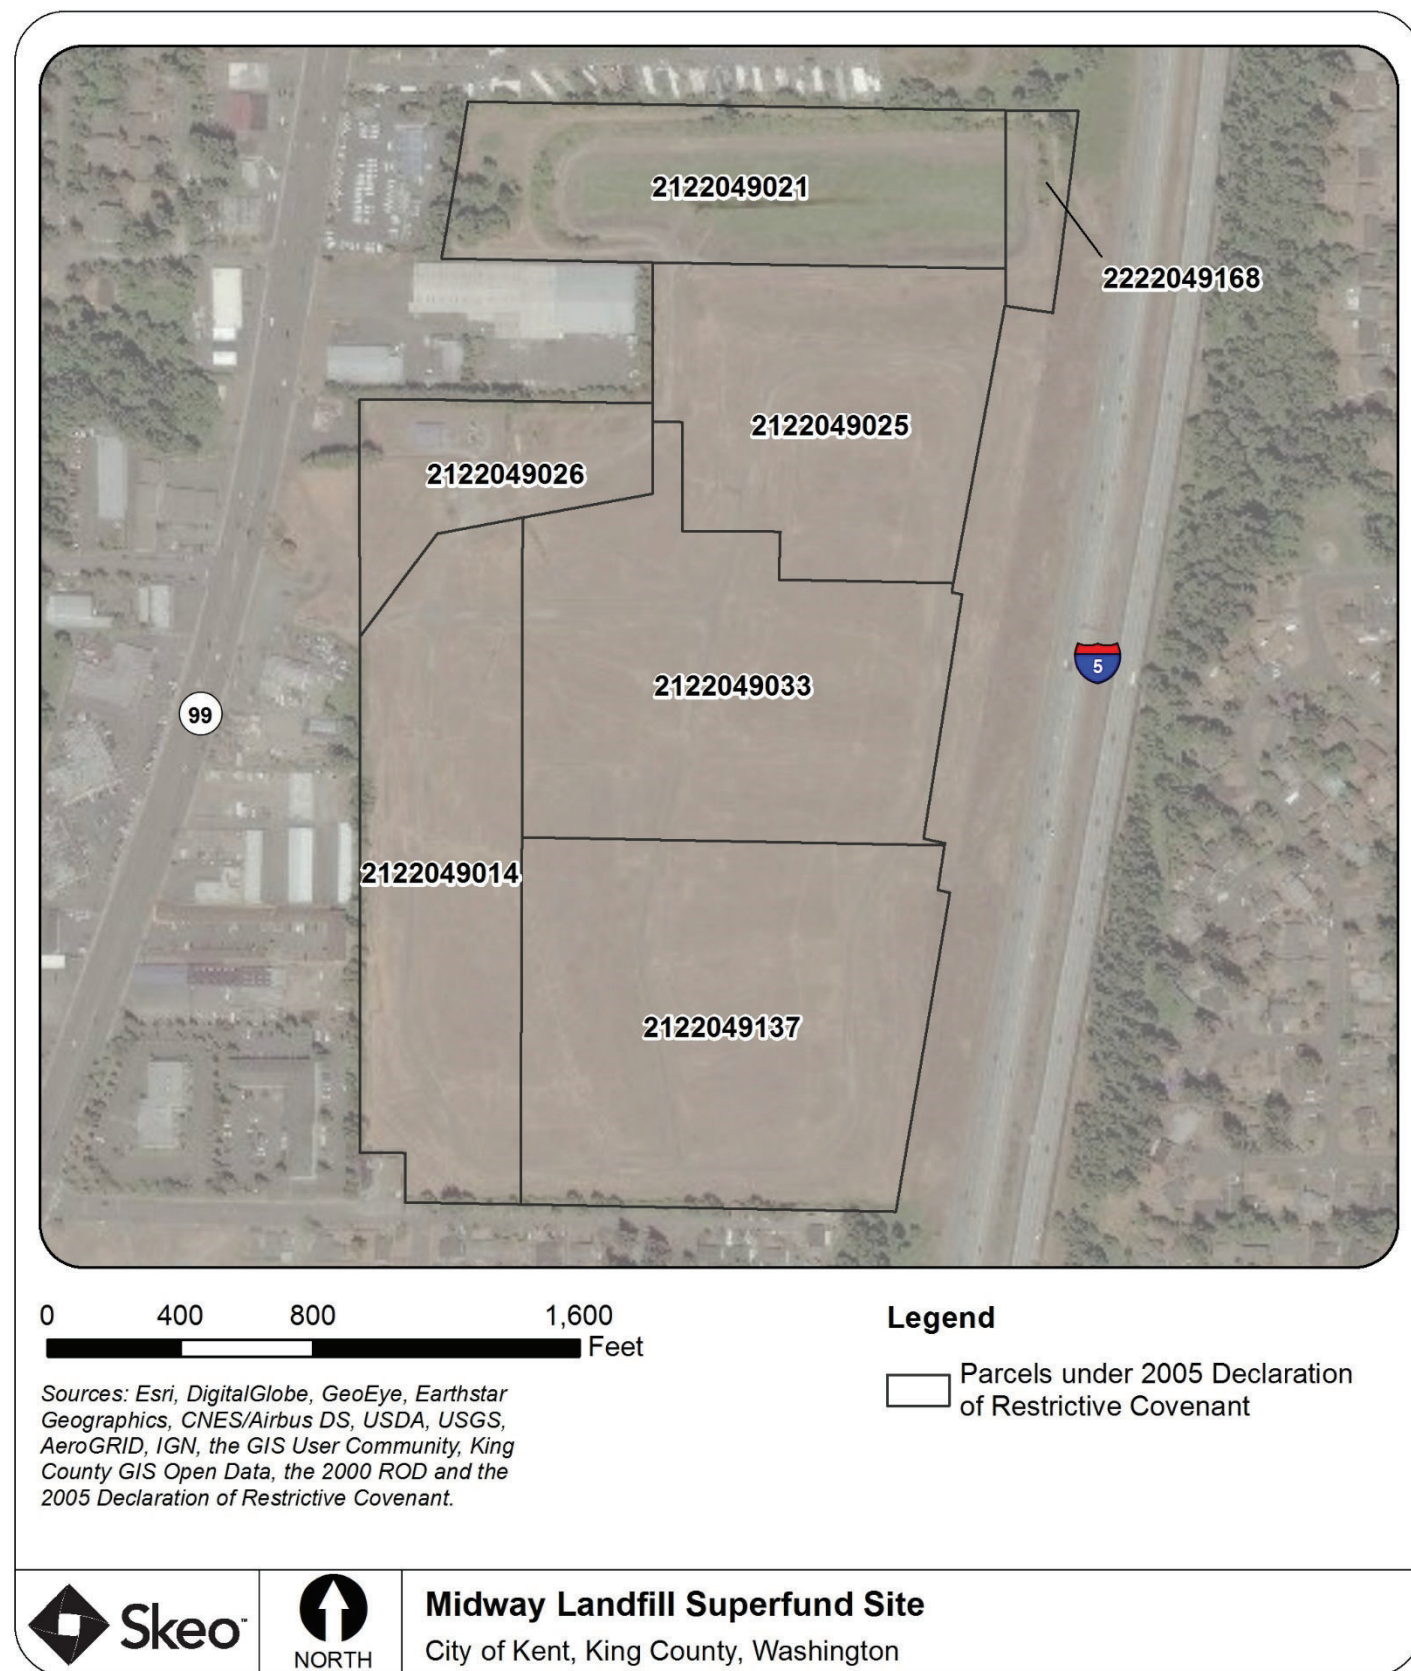 2122049021
2222049168
2122049025
2122049026
2122049033
5
99
2122049014
2122049137
0 400 800 1,600
Feet
Legend
Parcels under 2005 Declaration
of Restrictive Covenant
Sources: Esri, DigitalGlobe, GeoEye, Earthstar
Geographics, CNES/Airbus DS, USDA, USGS,
AeroGRID, IGN, the GIS User Community, King
County GIS Open Data, the 2000 ROD and the
2005 Declaration of Restrictive Covenant.
Skeo™
NORTH
Midway Landfill Superfund Site
City of Kent, King County, Washington